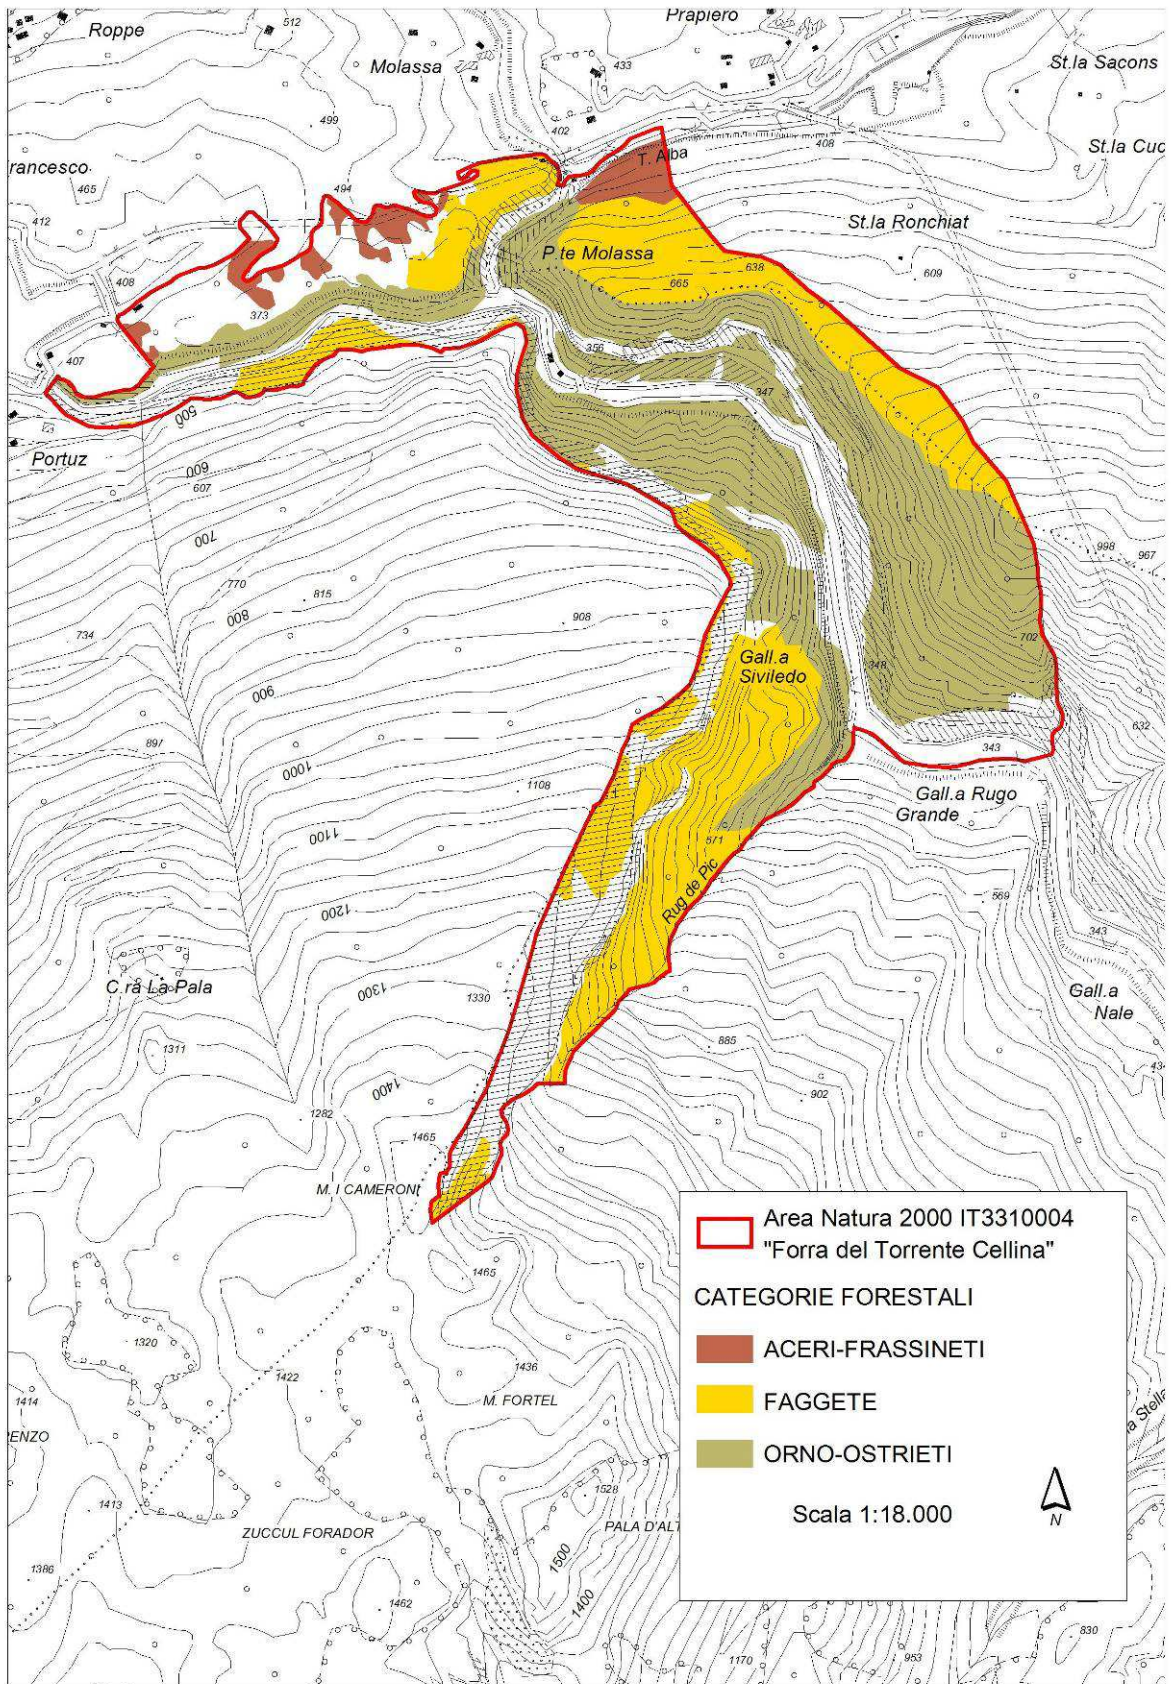 Roppe
512
Prapiero
Molassa
433
St.la Sacons
499
402
T. Alba
408
St.la Cuc
rancesco
465
494
412
P.te Molassa
St.la Ronchiat
638
609
665
408
373
407
356
347
500
Portuz
600
607
700
998
967
770
815
800
908
734
702
Gall.a
Siviledo
348
900
897
632
343
1000
1108
Gall.a Rugo
Grande
1100
671
Rug de Pic
1200
569
343
C.ra La Pala
1300
1330
Gall.a
Nale
885
1311
1400
902
1282
1465
M. I CAMERONI
1465
1320
1436
1422
M. FORTEL
1414
RENZO
1528
1413
ZUCCUL FORADOR
PALA D'ALT
1500
1386
1400
1462
830
1170
953
a Stella
Area Natura 2000 IT3310004
"Forra del Torrente Cellina"
CATEGORIE FORESTALI
ACERI-FRASSINETI
FAGGETE
ORNO-OSTRIETI
Scala 1:18.000
N